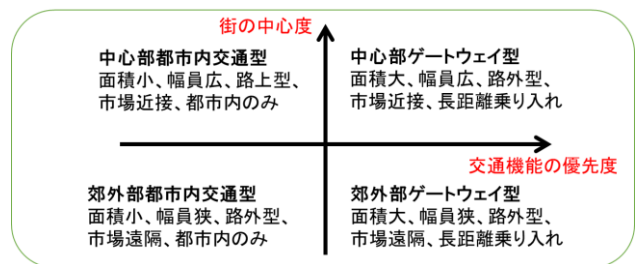 街の中心度
中心部都市内交通型
面積小、幅員広、路上型、
市場近接、都市内のみ
中心部ゲートウェイ型
面積大、幅員広、路外型、
市場近接、長距離乗り入れ
交通機能の優先度
郊外部都市内交通型
面積小、幅員狭、路外型、
市場遠隔、都市内のみ
郊外部ゲートウェイ型
面積大、幅員狭、路外型、
市場遠隔、長距離乗り入れ